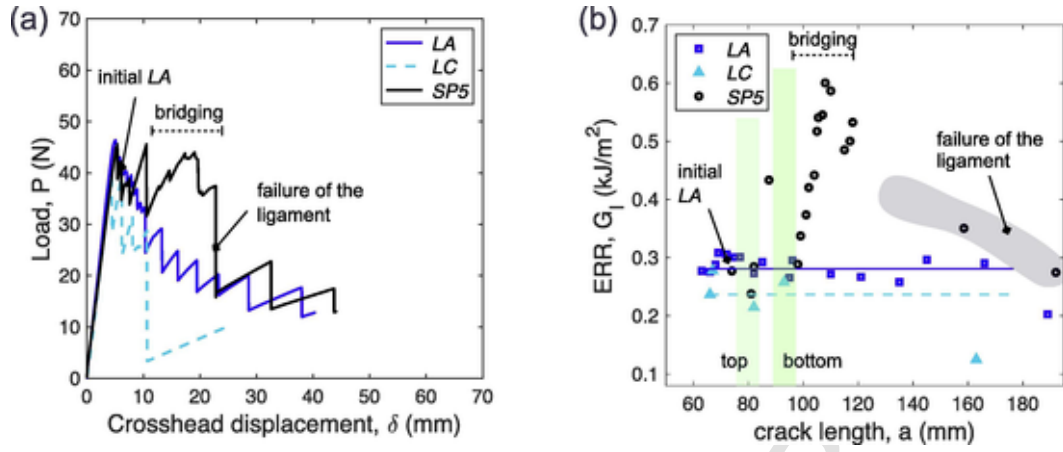 (a)
70
60
50
40
30
20
10
0
Load, P (N)
LA
LC
SP5
initial LA
bridging
failure of the
ligament
0 10 20 30 40 50 60 70
Crosshead displacement, δ (mm)
(b)
0.7
0.6
0.5
0.4
0.3
0.2
0.1
ERR, G_I (kJ/m²)
LA
LC
SP5
bridging
initial
LA
failure of the
ligament
top
bottom
60 80 100 120 140 160 180
crack length, a (mm)